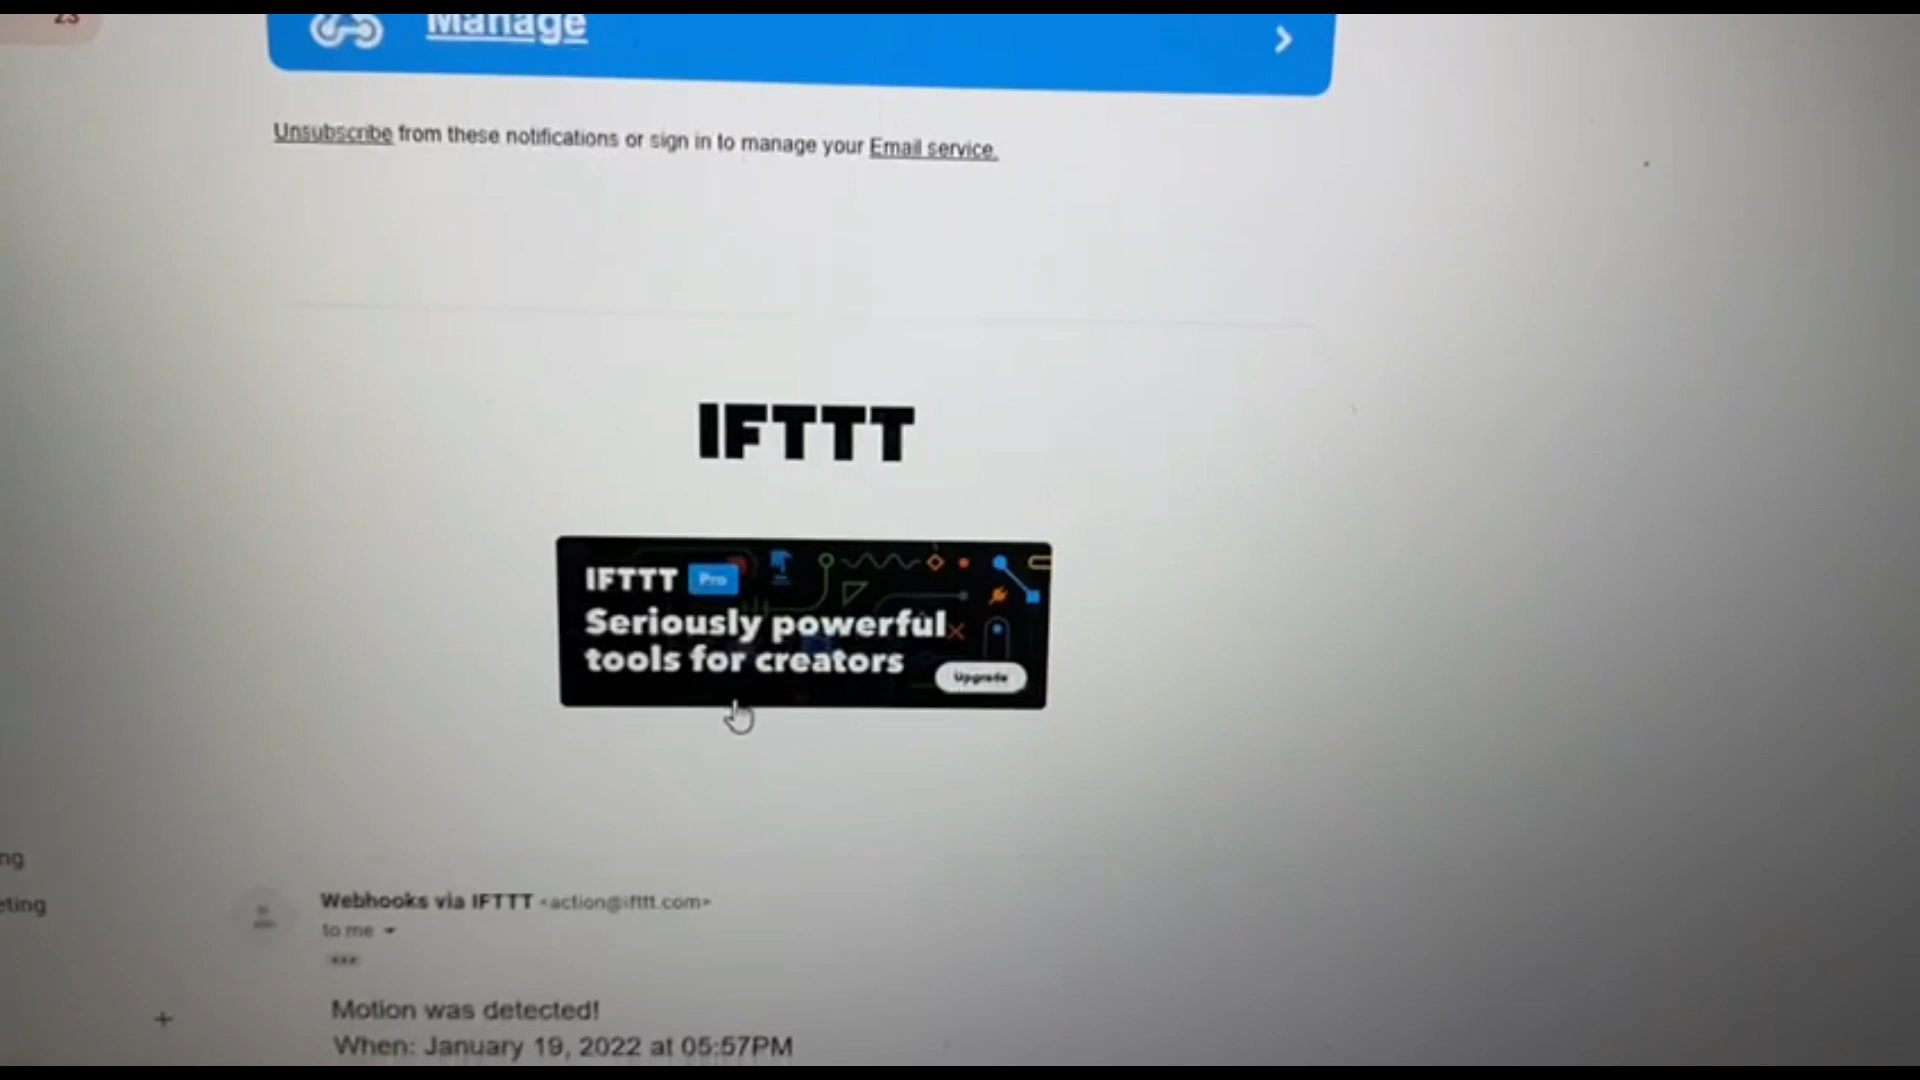 23
Manage
Unsubscribe from these notifications or sign in to manage your Email service.
IFTTT
IFTTT Pro
Seriously powerful
tools for creators
Upgrade
ng
eting
Webhooks via IFTTT <action@ifttt.com>
to me
Motion was detected!
When: January 19, 2022 at 05:57PM